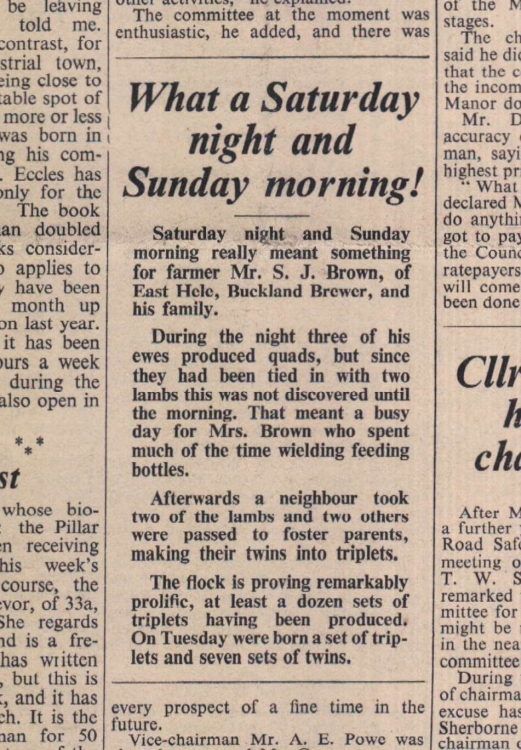 be leaving
told me.
contrast, for
strial town,
eing close to
table spot of
more or less
was born in
ng his com-
Eccles has
only for the
The book
an doubled
ks consider-
o applies to
have been
month up
on last year.
it has been
ours a week
during the
also open in
***
st
whose bio-
the Pillar
en receiving
his week's
course, the
evor, of 33a,
She regards
nd is a fre-
has written
, but this is
, and it has
ch. It is the
nan for 50
other activities," he explained.
The committee at the moment was
enthusiastic, he added, and there was
What a Saturday
night and
Sunday morning!
Saturday night and Sunday
morning really meant something
for farmer Mr. S. J. Brown, of
East Hele, Buckland Brewer, and
his family.
During the night three of his
ewes produced quads, but since
they had been tied in with two
lambs this was not discovered until
the morning. That meant a busy
day for Mrs. Brown who spent
much of the time wielding feeding
bottles.
Afterwards a neighbour took
two of the lambs and two others
were passed to foster parents,
making their twins into triplets.
The flock is proving remarkably
prolific, at least a dozen sets of
triplets having been produced.
On Tuesday were born a set of trip-
lets and seven sets of twins.
every prospect of a fine time in the
future.
Vice-chairman Mr. A. E. Powe was
of the M
stages.
The ch
said he did
that the c
the incom
Manor do
Mr. D
accuracy
man, sayi
highest pri
" What
declared M
do anythi
got to pay
the Counc
ratepayers
will come
been done
Cllr
h
cha
After M
a further
Road Safe
meeting o
T. W. S
remarked
mittee for
might be
in the nea
committee
During
of chairma
excuse has
Sherborne
chairman